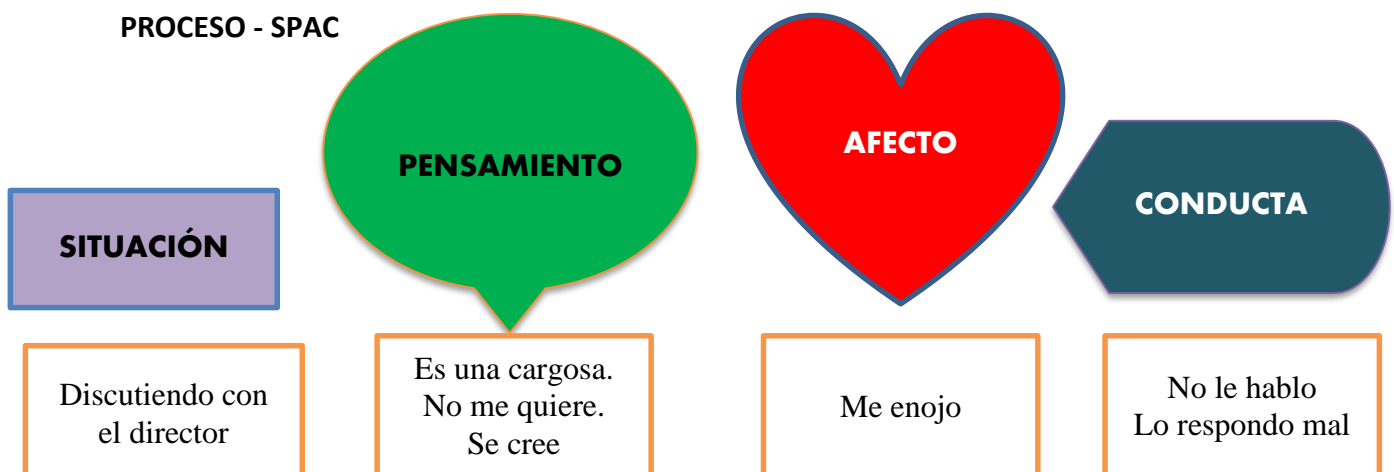 PROCESO - SPAC
SITUACIÓN
PENSAMIENTO
AFECTO
CONDUCTA
Discutiendo con
el director
Es una cargosa.
No me quiere.
Se cree
Me enojo
No le hablo
Lo respondo mal